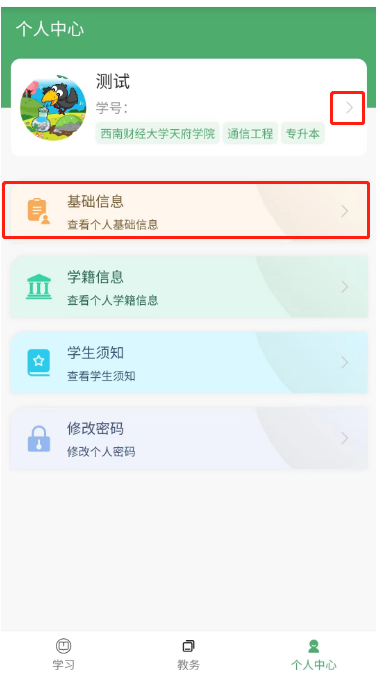 个人中心
测试
学号：
西南财经大学天府学院 通信工程 专升本
基础信息
查看个人基础信息
学籍信息
查看个人学籍信息
学生须知
查看学生须知
修改密码
修改个人密码
学习 教务 个人中心